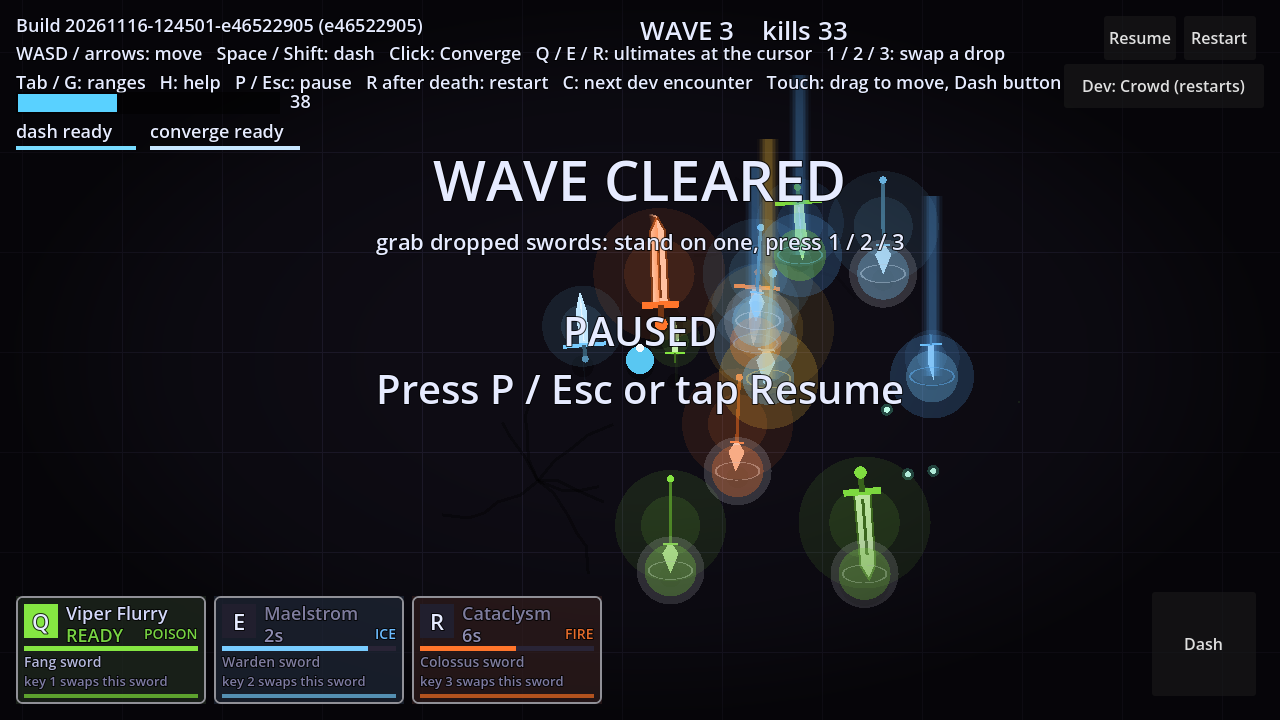 Build 20261116-124501-e46522905 (e46522905)
WAVE 3 kills 33
Resume
Restart
WASD / arrows: move Space / Shift: dash Click: Converge Q / E / R: ultimates at the cursor 1 / 2 / 3: swap a drop
Tab / G: ranges H: help P / Esc: pause R after death: restart C: next dev encounter Touch: drag to move, Dash button
Dev: Crowd (restarts)
38
dash ready
converge ready
WAVE CLEARED
grab dropped swords: stand on one, press 1 / 2 / 3
PAUSED
Press P / Esc or tap Resume
Q
Viper Flurry
READY
POISON
Fang sword
key 1 swaps this sword
E
Maelstrom
2s
ICE
Warden sword
key 2 swaps this sword
R
Cataclysm
6s
FIRE
Colossus sword
key 3 swaps this sword
Dash